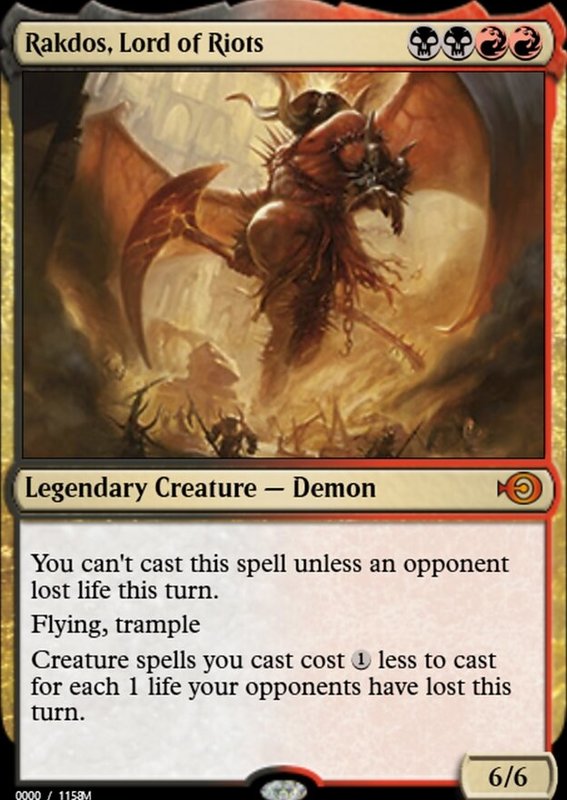 Rakdos, Lord of Riots
Legendary Creature — Demon
You can't cast this spell unless an opponent
lost life this turn.
Flying, trample
Creature spells you cast cost 1 less to cast
for each 1 life your opponents have lost this
turn.
6/6
0000 / 1158M